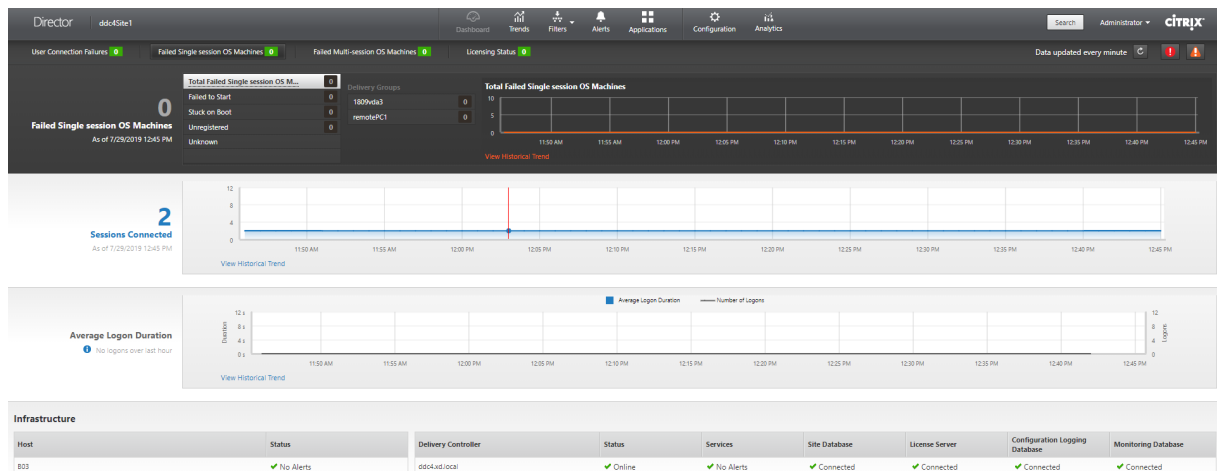 Director ddc4Site1 Dashboard Trends Filters Alerts Applications Configuration Analytics Search Administrator CİTRIX
User Connection Failures 0 Failed Single session OS Machines 0 Failed Multi-session OS Machines 0 Licensing Status 0 Data updated every minute
0
Failed Single session OS Machines
As of 7/29/2019 12:45 PM
Total Failed Single session OS M... 0
Failed to Start 0
Stuck on Boot 0
Unregistered 0
Unknown
Delivery Groups
1809vda3 0
remotePC1 0
Total Failed Single session OS Machines
10
5
0
11:50 AM 11:55 AM 12:00 PM 12:05 PM 12:10 PM 12:15 PM 12:20 PM 12:25 PM 12:30 PM 12:35 PM 12:40 PM 12:45 PM
View Historical Trend
2
Sessions Connected
As of 7/29/2019 12:45 PM
12
8
4
0
11:50 AM 11:55 AM 12:00 PM 12:05 PM 12:10 PM 12:15 PM 12:20 PM 12:25 PM 12:30 PM 12:35 PM 12:40 PM 12:45 PM
View Historical Trend
Average Logon Duration
No logons over last hour
Average Logon Duration Number of Logons
Duration
12 s
8 s
4 s
0 s
12
8
4
0
Logons
11:50 AM 11:55 AM 12:00 PM 12:05 PM 12:10 PM 12:15 PM 12:20 PM 12:25 PM 12:30 PM 12:35 PM 12:40 PM 12:45 PM
View Historical Trend
Infrastructure
Host Status
B03 No Alerts
Delivery Controller Status Services Site Database License Server Configuration Logging Database Monitoring Database
ddc4.xd.local Online No Alerts Connected Connected Connected Connected